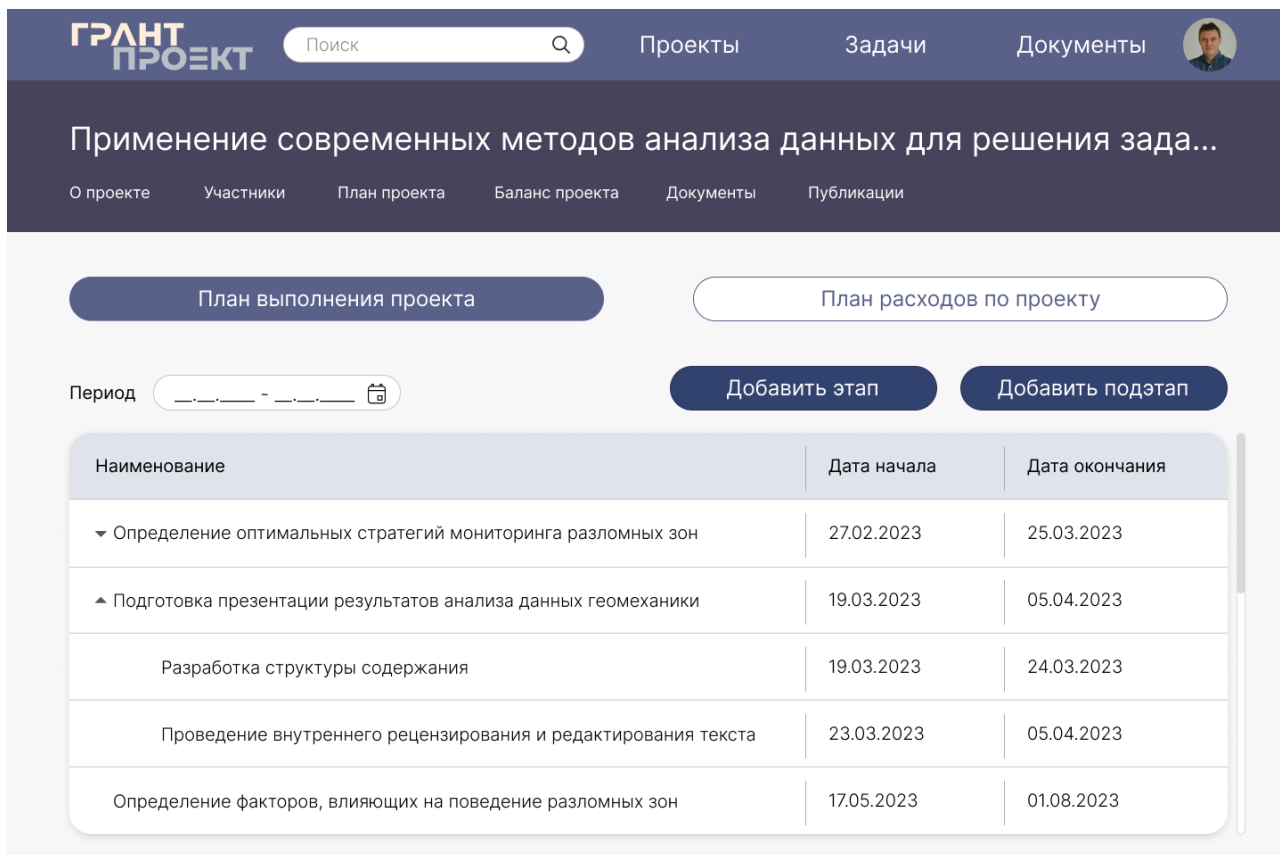 ГРАНТ
ПРОЕКТ
Поиск
Проекты
Задачи
Документы
Применение современных методов анализа данных для решения зада...
О проекте
Участники
План проекта
Баланс проекта
Документы
Публикации
План выполнения проекта
План расходов по проекту
Период
__.__.____ - __.__.____
Добавить этап
Добавить подэтап
Наименование
Дата начала
Дата окончания
Определение оптимальных стратегий мониторинга разломных зон
27.02.2023
25.03.2023
Подготовка презентации результатов анализа данных геомеханики
19.03.2023
05.04.2023
Разработка структуры содержания
19.03.2023
24.03.2023
Проведение внутреннего рецензирования и редактирования текста
23.03.2023
05.04.2023
Определение факторов, влияющих на поведение разломных зон
17.05.2023
01.08.2023